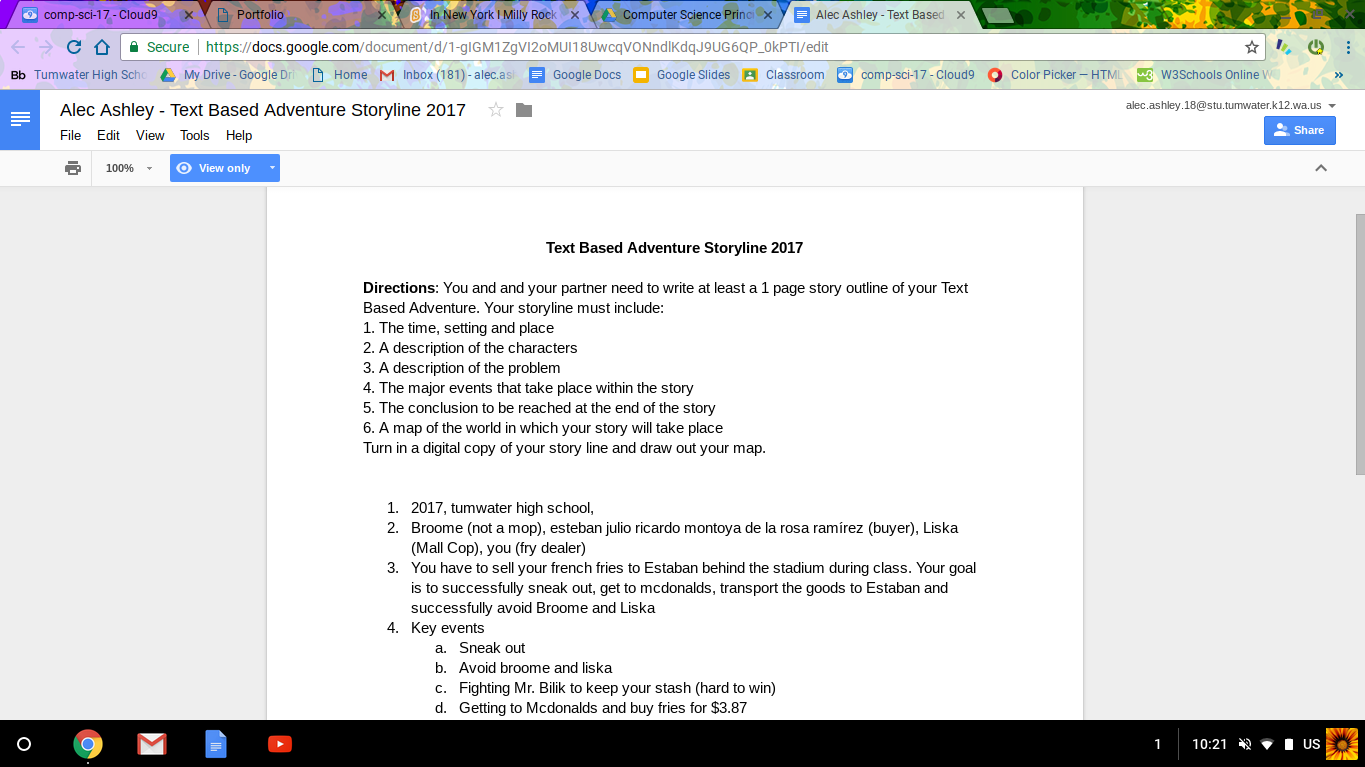 comp-sci-17 - Cloud9
Portfolio
In New York I Milly Rock
Computer Science Princi
Alec Ashley - Text Based
Secure
https://docs.google.com/document/d/1-gIGM1ZgVI2oMUI18UwcqVONndlKdqJ9UG6QP_0kPTI/edit
Bb Tumwater High Scho
My Drive - Google Dri
Home
Inbox (181) - alec.as
Google Docs
Google Slides
Classroom
comp-sci-17 - Cloud9
Color Picker — HTML
W3Schools Online W
»
Alec Ashley - Text Based Adventure Storyline 2017
alec.ashley.18@stu.tumwater.k12.wa.us
File Edit View Tools Help
Share
100%
View only
Text Based Adventure Storyline 2017
Directions: You and and your partner need to write at least a 1 page story outline of your Text
Based Adventure. Your storyline must include:
1. The time, setting and place
2. A description of the characters
3. A description of the problem
4. The major events that take place within the story
5. The conclusion to be reached at the end of the story
6. A map of the world in which your story will take place
Turn in a digital copy of your story line and draw out your map.
1. 2017, tumwater high school,
2. Broome (not a mop), esteban julio ricardo montoya de la rosa ramírez (buyer), Liska
(Mall Cop), you (fry dealer)
3. You have to sell your french fries to Estaban behind the stadium during class. Your goal
is to successfully sneak out, get to mcdonalds, transport the goods to Estaban and
successfully avoid Broome and Liska
4. Key events
a. Sneak out
b. Avoid broome and liska
c. Fighting Mr. Bilik to keep your stash (hard to win)
d. Getting to Mcdonalds and buy fries for $3.87
1
10:21
US